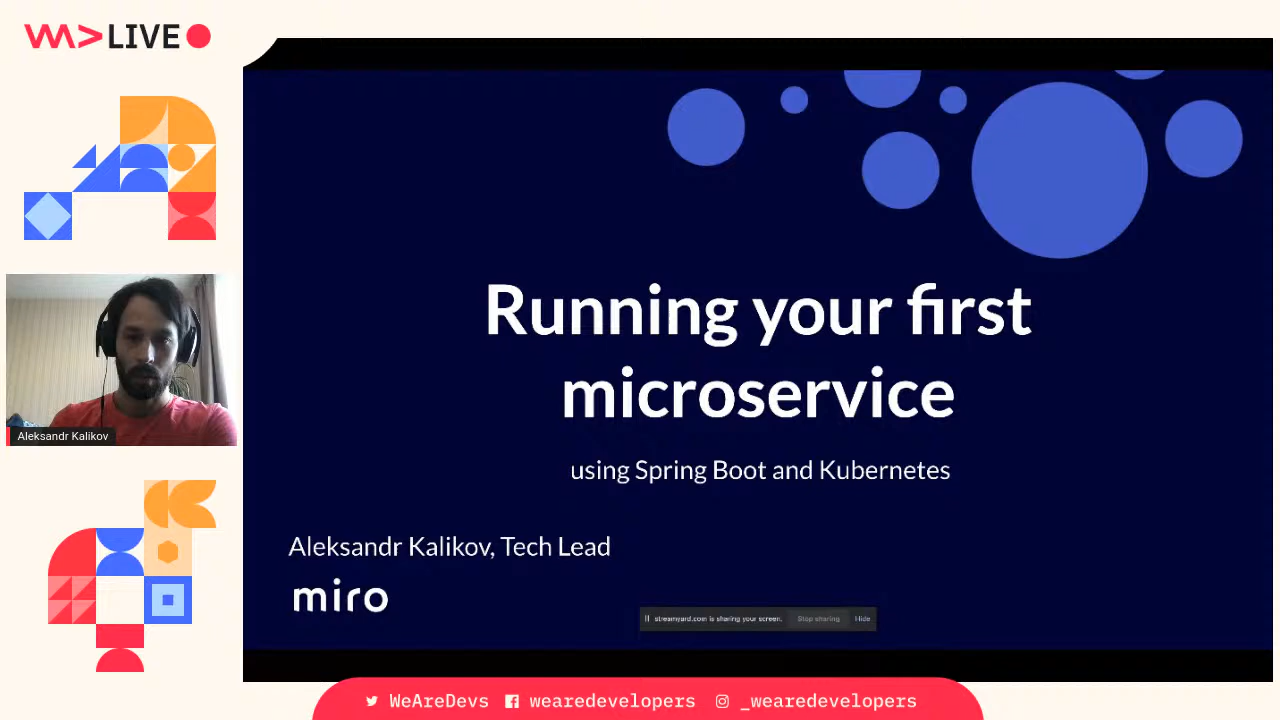 LIVE
Running your first
microservice
using Spring Boot and Kubernetes
Aleksandr Kalikov, Tech Lead
miro
Aleksandr Kalikov
streamyard.com is sharing your screen. Stop sharing Hide
WeAreDevs wearedevelopers _wearedevelopers